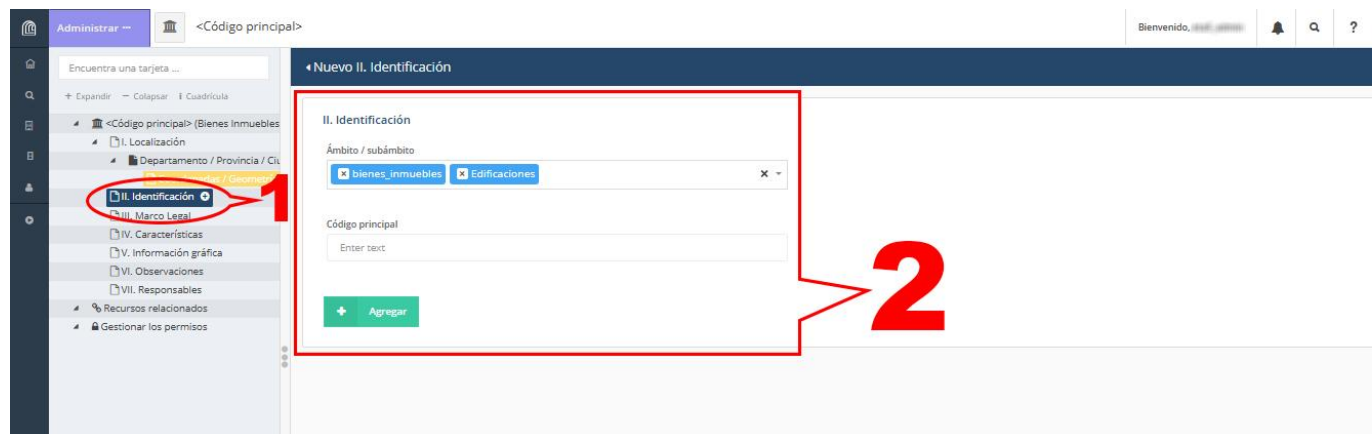 Administrar
<Código principal>
Bienvenido,
?
Encuentra una tarjeta ...
+ Expandir − Colapsar Cuadrícula
<Código principal> (Bienes Inmuebles
I. Localización
Departamento / Provincia / Ciu
II. Identificación
III. Marco Legal
IV. Características
V. Información gráfica
VI. Observaciones
VII. Responsables
Recursos relacionados
Gestionar los permisos
1
Nuevo II. Identificación
II. Identificación
Ámbito / subámbito
bienes_inmuebles Edificaciones
Código principal
Enter text
+ Agregar
2